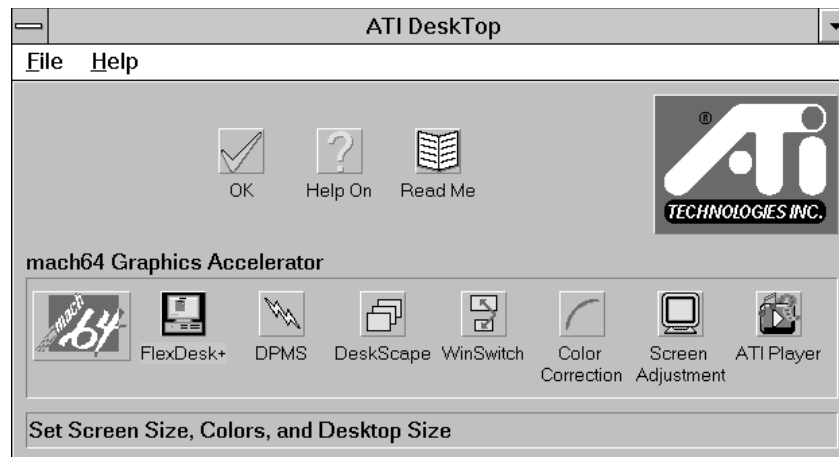 ATI DeskTop
File Help
OK Help On Read Me
®
ATi
TECHNOLOGIES INC.
mach64 Graphics Accelerator
mach
64
FlexDesk+ DPMS DeskScape WinSwitch Color Correction Screen Adjustment ATI Player
Set Screen Size, Colors, and Desktop Size